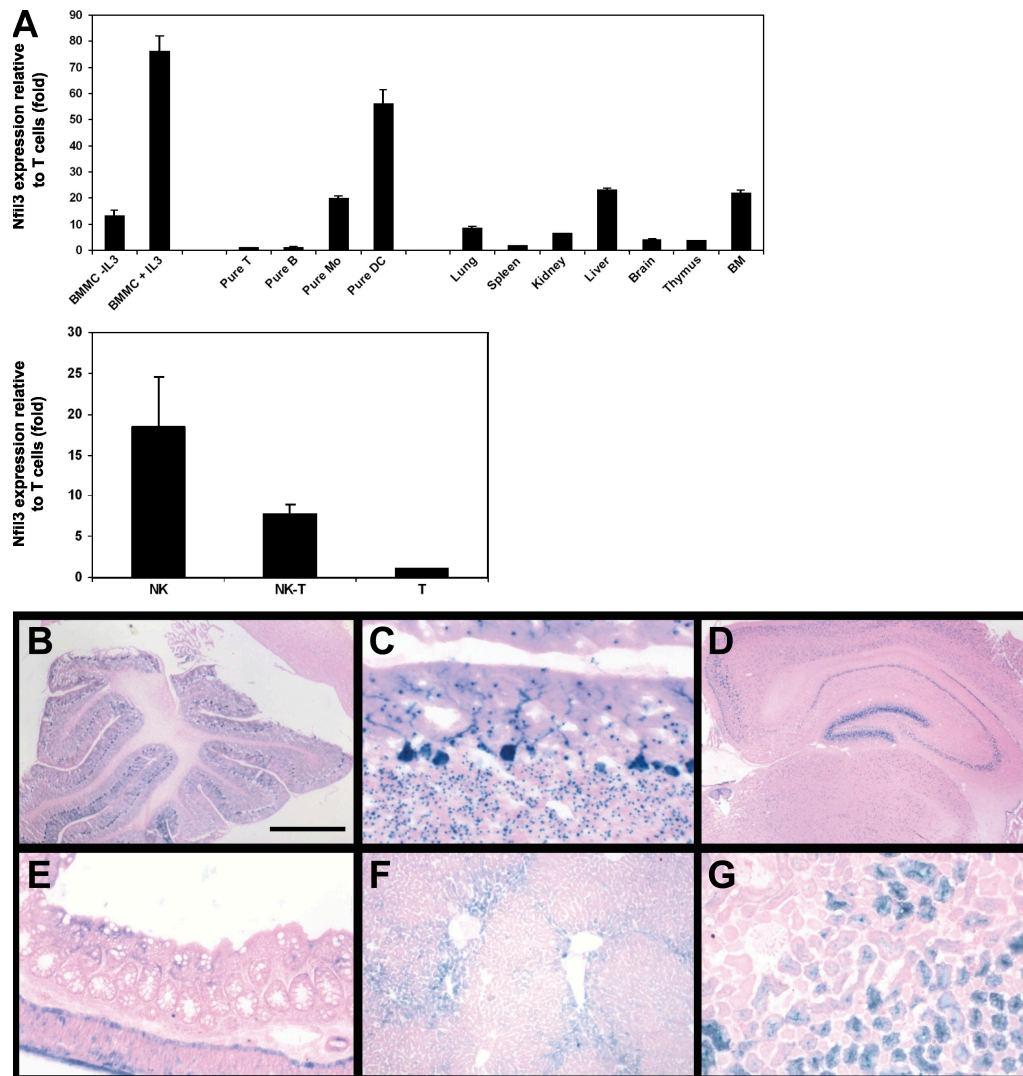 A
Nfil3 expression relative
to T cells (fold)
90
80
70
60
50
40
30
20
10
0
BMMC -IL3
BMMC + IL3
Pure T
Pure B
Pure Mo
Pure DC
Lung
Spleen
Kidney
Liver
Brain
Thymus
BM
Nfil3 expression relative
to T cells (fold)
30
25
20
15
10
5
0
NK
NK-T
T
B
C
D
E
F
G